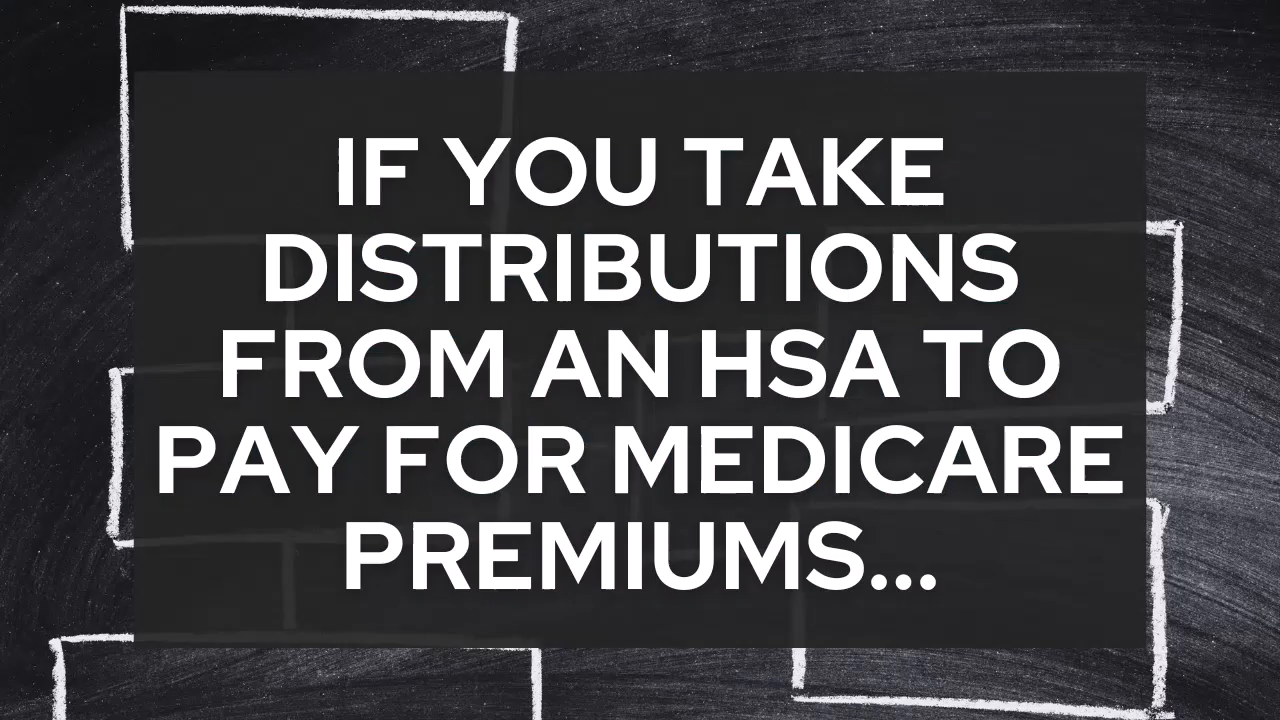 IF YOU TAKE
DISTRIBUTIONS
FROM AN HSA TO
PAY FOR MEDICARE
PREMIUMS...